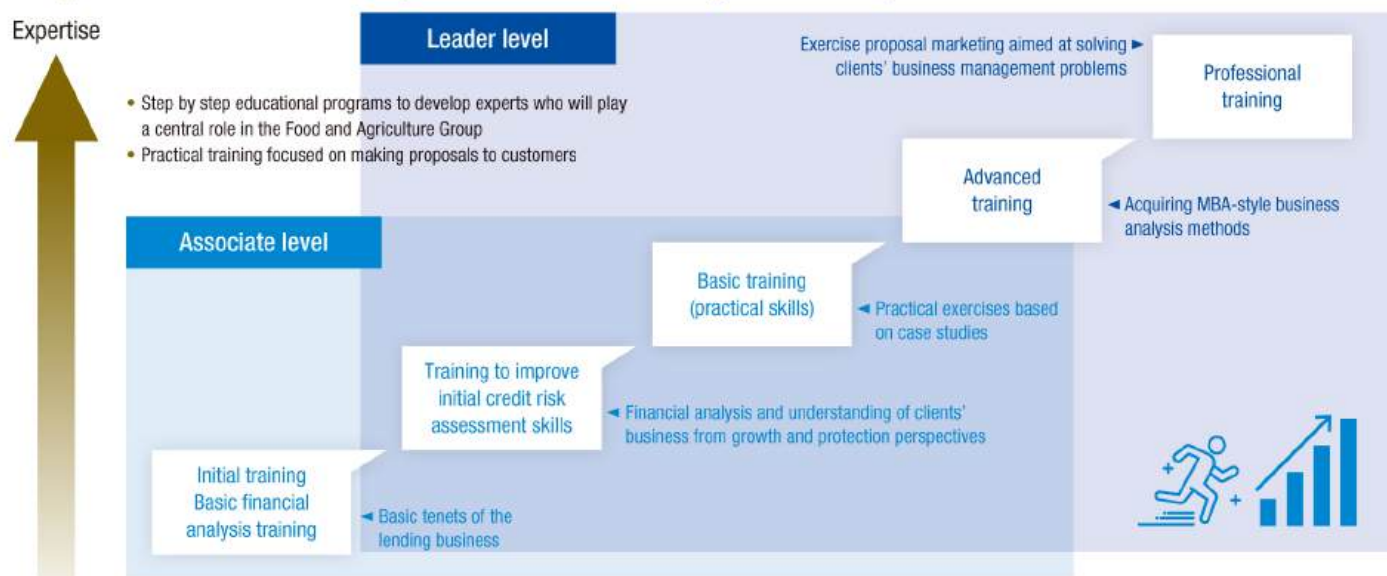 Expertise
Leader level
• Step by step educational programs to develop experts who will play
a central role in the Food and Agriculture Group
• Practical training focused on making proposals to customers
Exercise proposal marketing aimed at solving ►
clients' business management problems
Professional
training
Advanced
training
◄ Acquiring MBA-style business
analysis methods
Associate level
Basic training
(practical skills)
◄ Practical exercises based
on case studies
Training to improve
initial credit risk
assessment skills
◄ Financial analysis and understanding of clients'
business from growth and protection perspectives
Initial training
Basic financial
analysis training
◄ Basic tenets of the
lending business